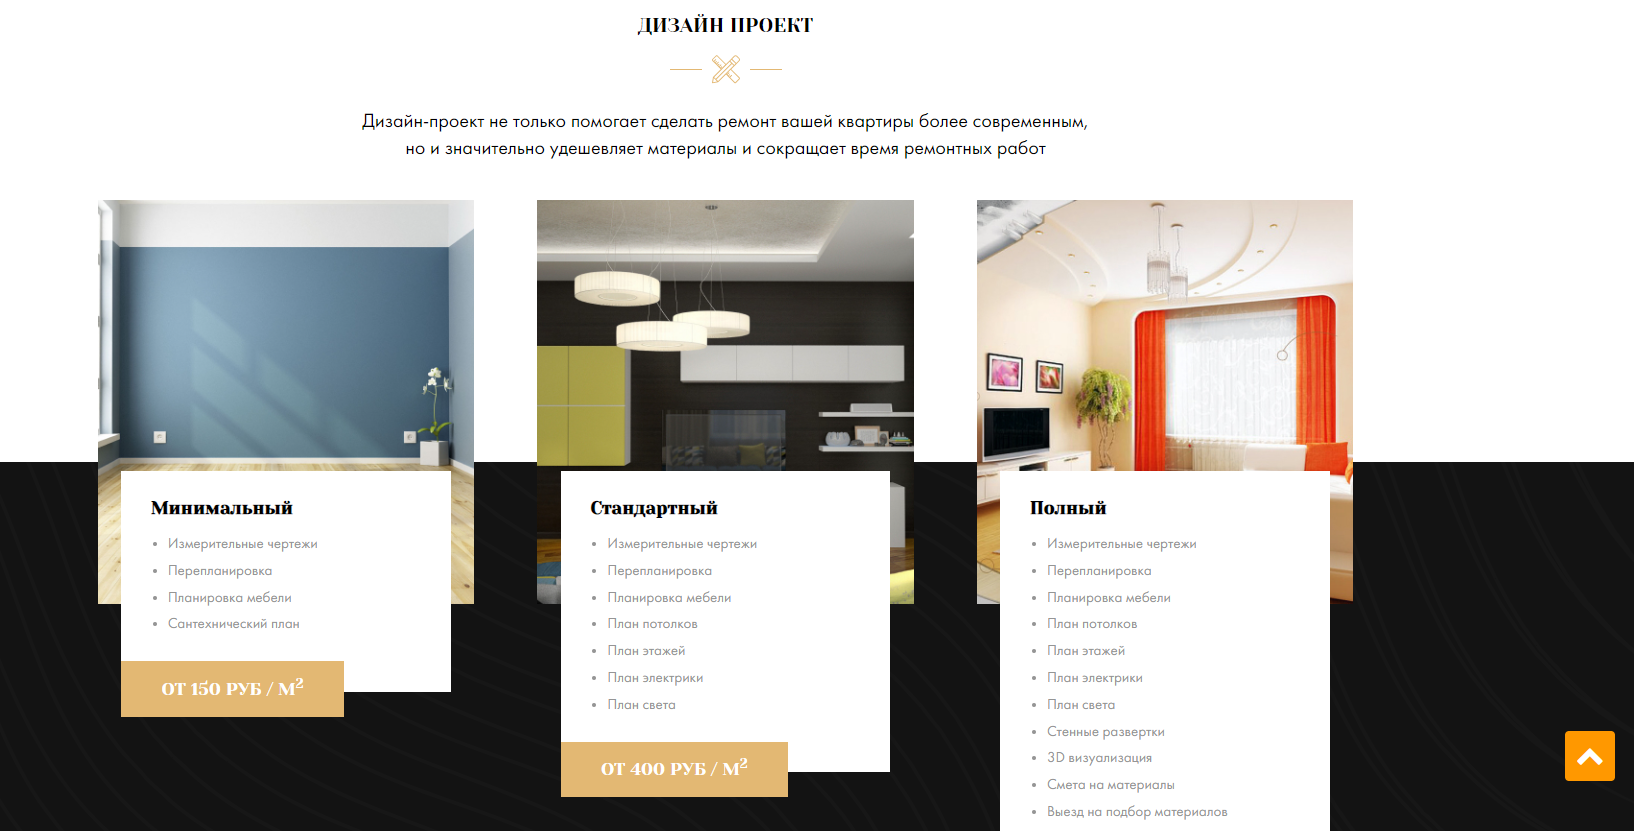 ДИЗАЙН ПРОЕКТ
Дизайн-проект не только помогает сделать ремонт вашей квартиры более современным,
но и значительно удешевляет материалы и сокращает время ремонтных работ
Минимальный
• Измерительные чертежи
• Перепланировка
• Планировка мебели
• Сантехнический план
ОТ 150 РУБ / М²
Стандартный
• Измерительные чертежи
• Перепланировка
• Планировка мебели
• План потолков
• План этажей
• План электрики
• План света
ОТ 400 РУБ / М²
Полный
• Измерительные чертежи
• Перепланировка
• Планировка мебели
• План потолков
• План этажей
• План электрики
• План света
• Стенные развертки
• 3D визуализация
• Смета на материалы
• Выезд на подбор материалов